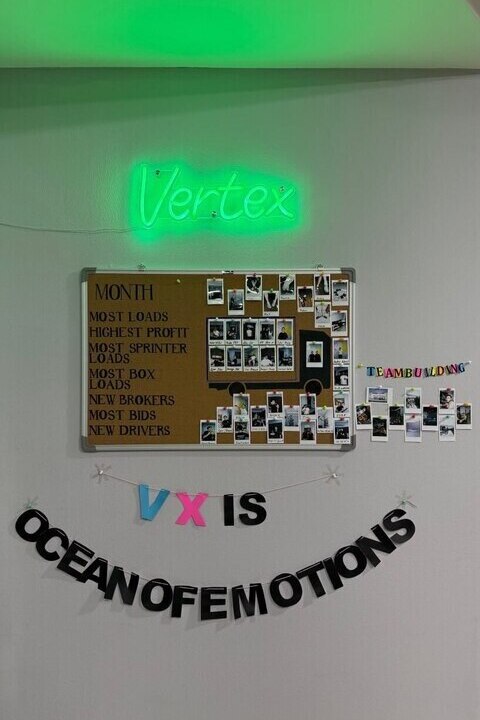 Vertex
MONTH
MOST LOADS
HIGHEST PROFIT
MOST SPRINTER
LOADS
MOST BOX
LOADS
NEW BROKERS
MOST BIDS
NEW DRIVERS
TEAMBUILDING
VX IS
OCEANOFEMOTIONS